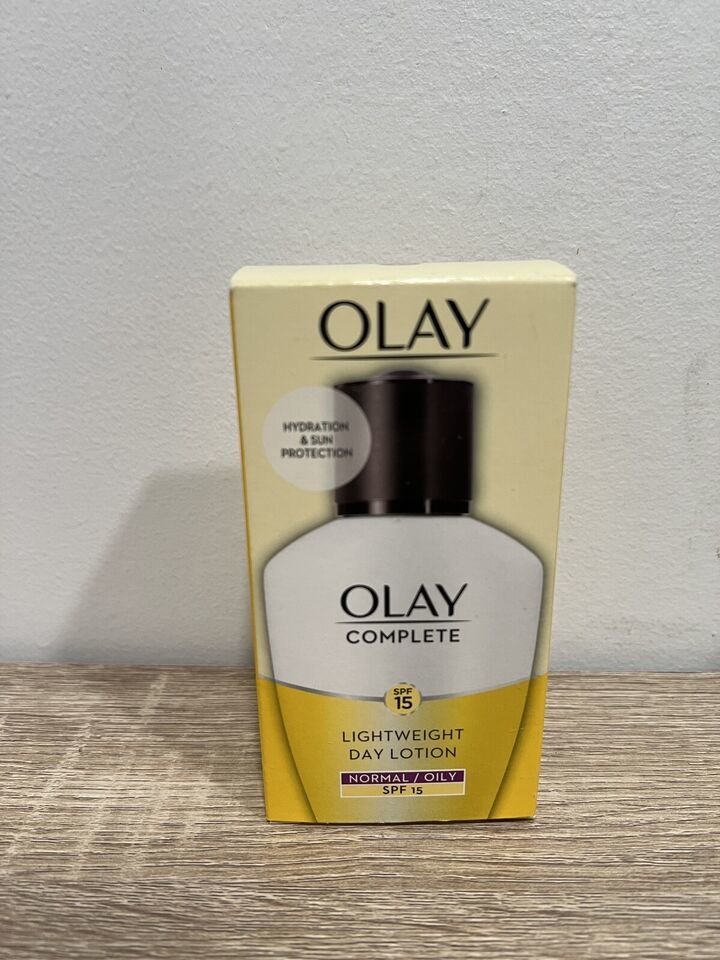 OLAY
HYDRATION
& SUN
PROTECTION
OLAY
COMPLETE
SPF
15
LIGHTWEIGHT
DAY LOTION
NORMAL / OILY
SPF 15